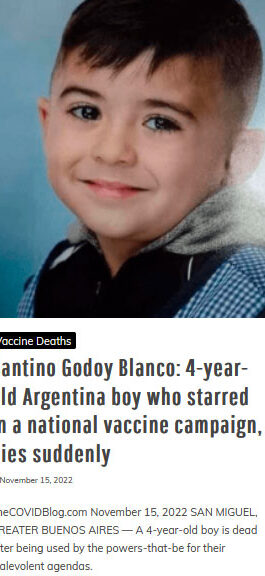 Vaccine Deaths
antino Godoy Blanco: 4-year-
ld Argentina boy who starred
n a national vaccine campaign,
ies suddenly
November 15, 2022
neCOVIDBlog.com November 15, 2022 SAN MIGUEL,
REATER BUENOS AIRES — A 4-year-old boy is dead
ter being used by the powers-that-be for their
alevolent agendas.